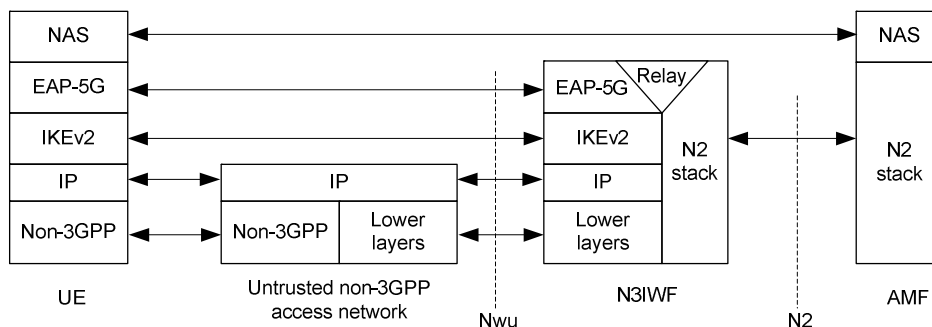 NAS
NAS
EAP-5G
EAP-5G
Relay
IKEv2
IKEv2
N2
stack
N2
stack
IP
IP
IP
Non-3GPP
Non-3GPP
Lower
layers
Lower
layers
UE
Untrusted non-3GPP
access network
N3IWF
AMF
Nwu
N2